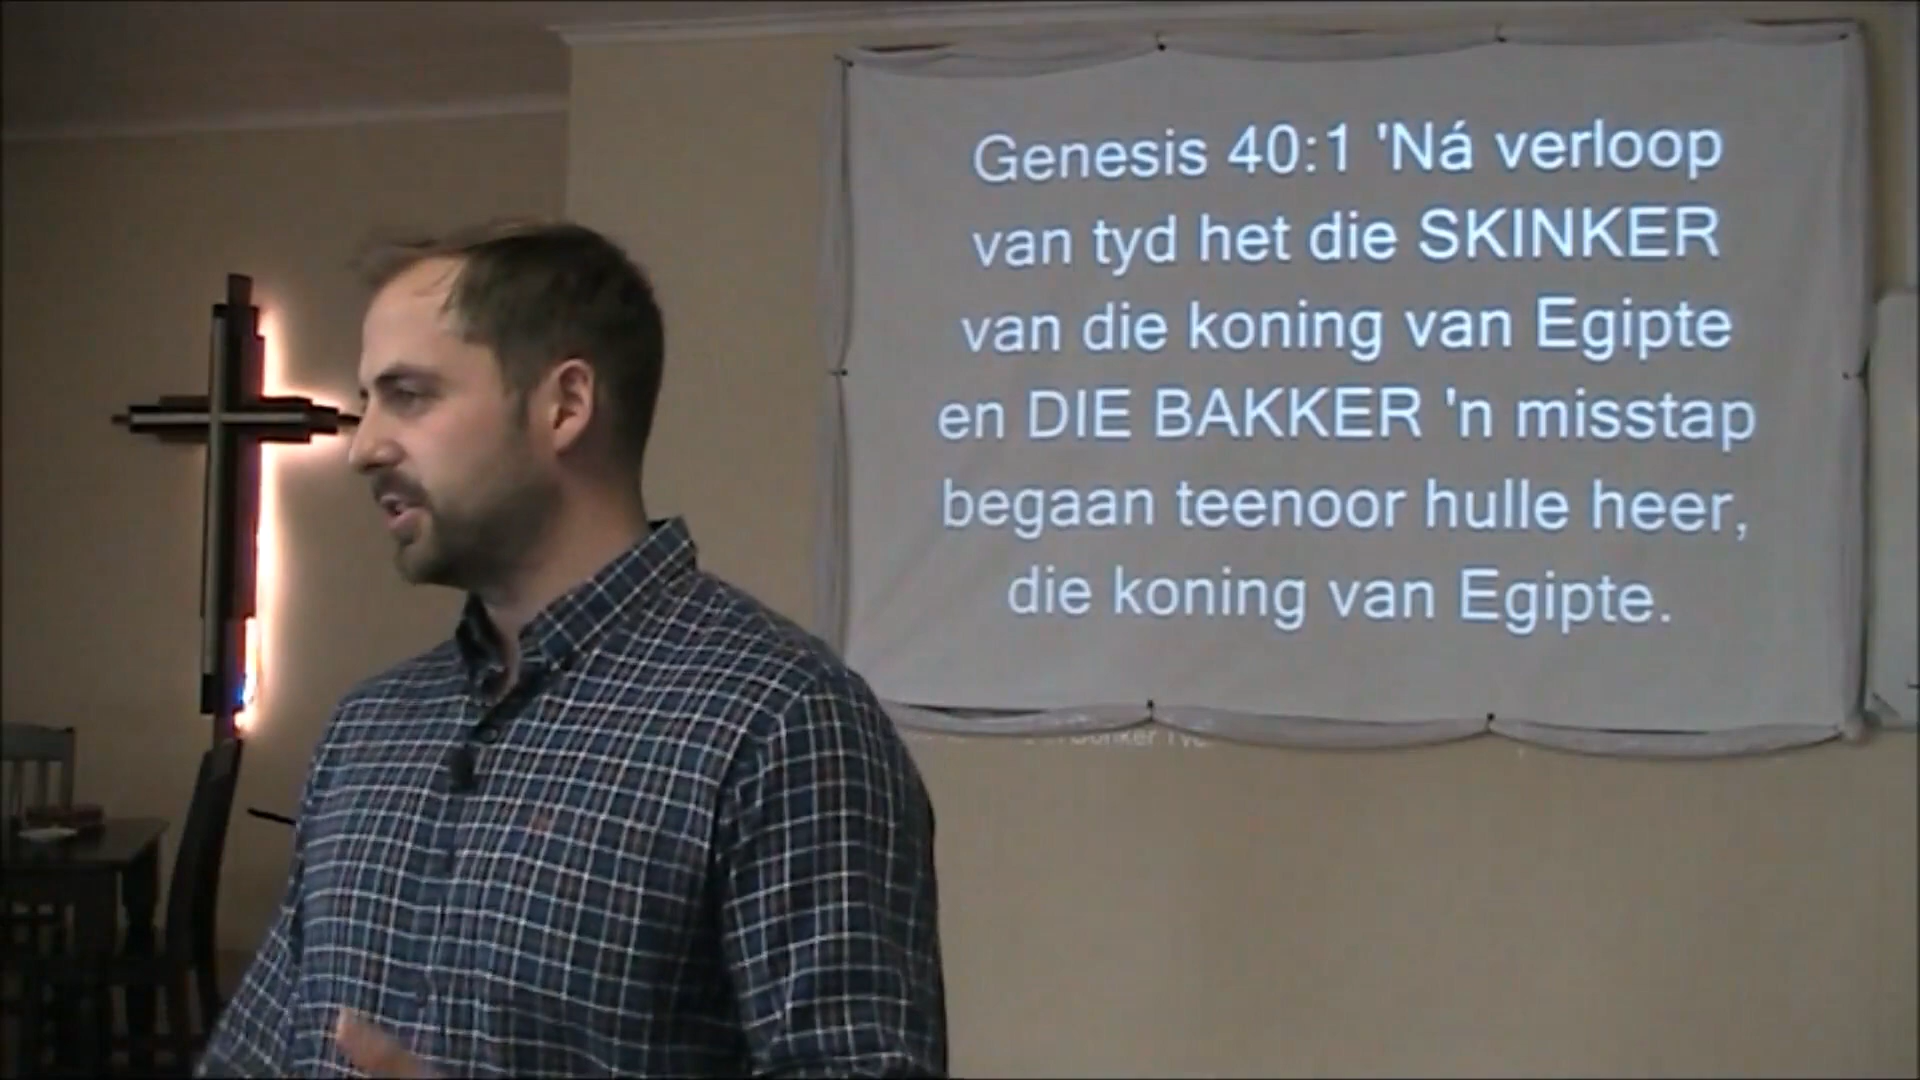 Genesis 40:1 'Ná verloop
van tyd het die SKINKER
van die koning van Egipte
en DIE BAKKER 'n misstap
begaan teenoor hulle heer,
die koning van Egipte.